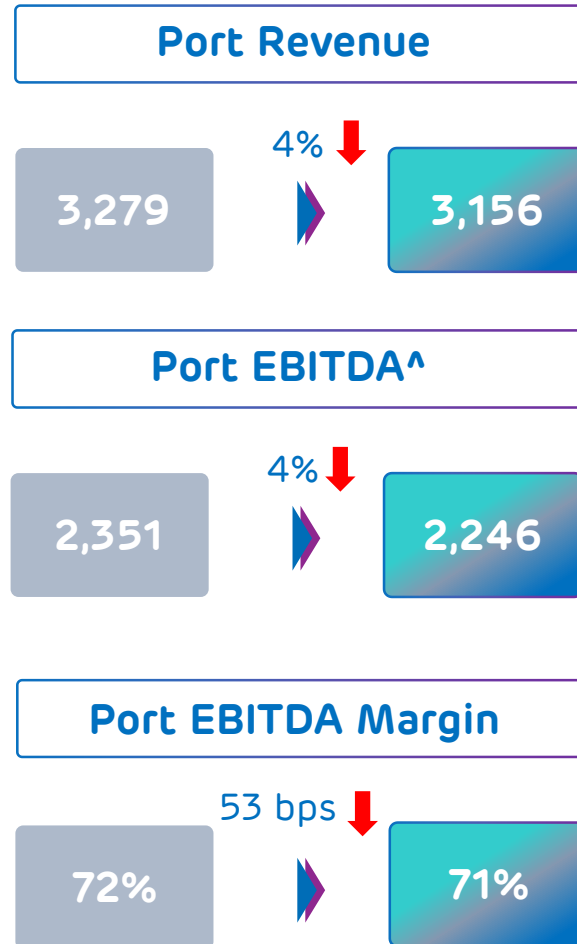 Port Revenue
4%
3,279
3,156
Port EBITDA^
4%
2,351
2,246
Port EBITDA Margin
53 bps
72%
71%